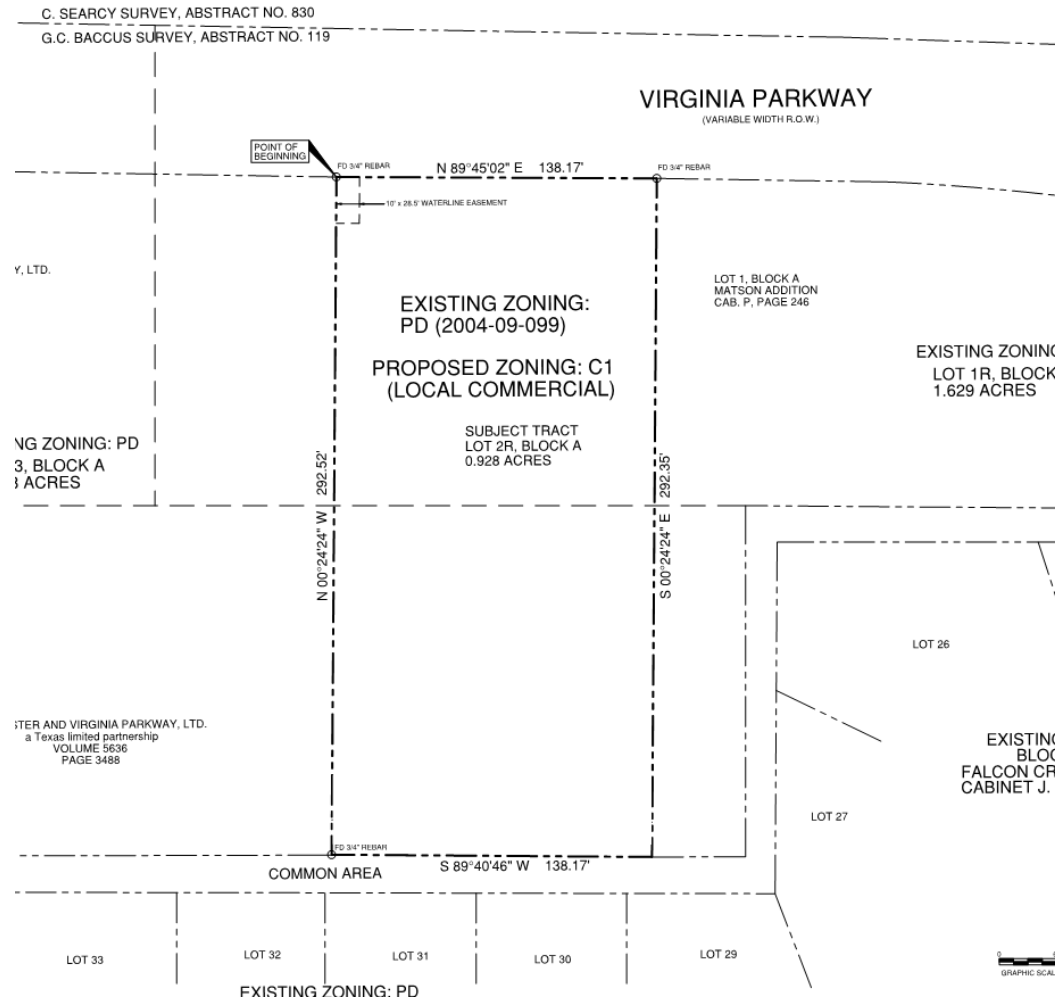 C. SEARCY SURVEY, ABSTRACT NO. 830
G.C. BACCUS SURVEY, ABSTRACT NO. 119
VIRGINIA PARKWAY
(VARIABLE WIDTH R.O.W.)
POINT OF
BEGINNING
FD 3/4" REBAR
N 89°45'02" E 138.17'
FD 3/4" REBAR
10' x 28.5' WATERLINE EASEMENT
Y, LTD.
LOT 1, BLOCK A
MATSON ADDITION
CAB. P, PAGE 246
EXISTING ZONING:
PD (2004-09-099)
PROPOSED ZONING: C1
(LOCAL COMMERCIAL)
EXISTING ZONING
LOT 1R, BLOCK
1.629 ACRES
SUBJECT TRACT
LOT 2R, BLOCK A
0.928 ACRES
NG ZONING: PD
3, BLOCK A
ACRES
N 00°24'24" W 292.52'
S 00°24'24" E 292.35'
LOT 26
STER AND VIRGINIA PARKWAY, LTD.
a Texas limited partnership
VOLUME 5636
PAGE 3488
EXISTING
BLOC
FALCON CR
CABINET J.
LOT 27
FD 3/4" REBAR
S 89°40'46" W 138.17'
COMMON AREA
LOT 33
LOT 32
LOT 31
LOT 30
LOT 29
0
GRAPHIC SCAL
EXISTING ZONING: PD